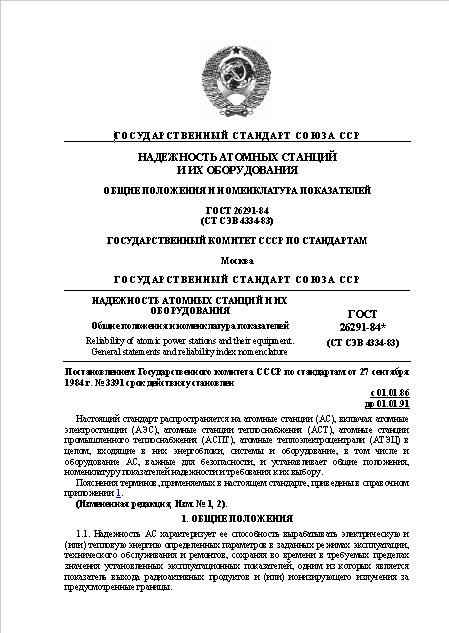 ГОСУДАРСТВЕННЫЙ СТАНДАРТ СОЮЗА ССР
НАДЕЖНОСТЬ АТОМНЫХ СТАНЦИЙ
И ИХ ОБОРУДОВАНИЯ
ОБЩИЕ ПОЛОЖЕНИЯ И НОМЕНКЛАТУРА ПОКАЗАТЕЛЕЙ
ГОСТ 26291-84
(СТ СЭВ 4334-83)
ГОСУДАРСТВЕННЫЙ КОМИТЕТ СССР ПО СТАНДАРТАМ
Москва
ГОСУДАРСТВЕННЫЙ СТАНДАРТ СОЮЗА ССР
НАДЕЖНОСТЬ АТОМНЫХ СТАНЦИЙ И ИХ
ОБОРУДОВАНИЯ
Общие положения и номенклатура показателей
Reliability of atomic power stations and their equipment.
General statements and reliability index nomenclature
ГОСТ
26291-84*
(СТ СЭВ 4334-83)
Постановлением Государственного комитета СССР по стандартам от 27 сентября
1984 г. № 3391 срок действия установлен
с 01.01.86
до 01.01.91
Настоящий стандарт распространяется на атомные станции (АС), включая атомные
электростанции (АЭС), атомные станции теплоснабжения (АСТ), атомные станции
промышленного теплоснабжения (АСПТ), атомные теплоэлектроцентрали (АТЭЦ) в
целом, входящие в них энергоблоки, системы и оборудование, в том числе и
оборудование АС, важные для безопасности, и устанавливает общие положения,
номенклатуру показателей надежности и требования к их выбору.
Пояснения терминов, применяемых в настоящем стандарте, приведены в справочном
приложении 1.
(Измененная редакция, Изм. № 1, 2).
1. ОБЩИЕ ПОЛОЖЕНИЯ
1.1. Надежность АС характеризует ее способность вырабатывать электрическую и
(или) тепловую энергию определенных параметров в заданных режимах эксплуатации,
технического обслуживания и ремонтов, сохраняя во времени в требуемых пределах
значения установленных эксплуатационных показателей, одним из которых является
показатель выхода радиоактивных продуктов и (или) ионизирующего излучения за
предусмотренные границы.